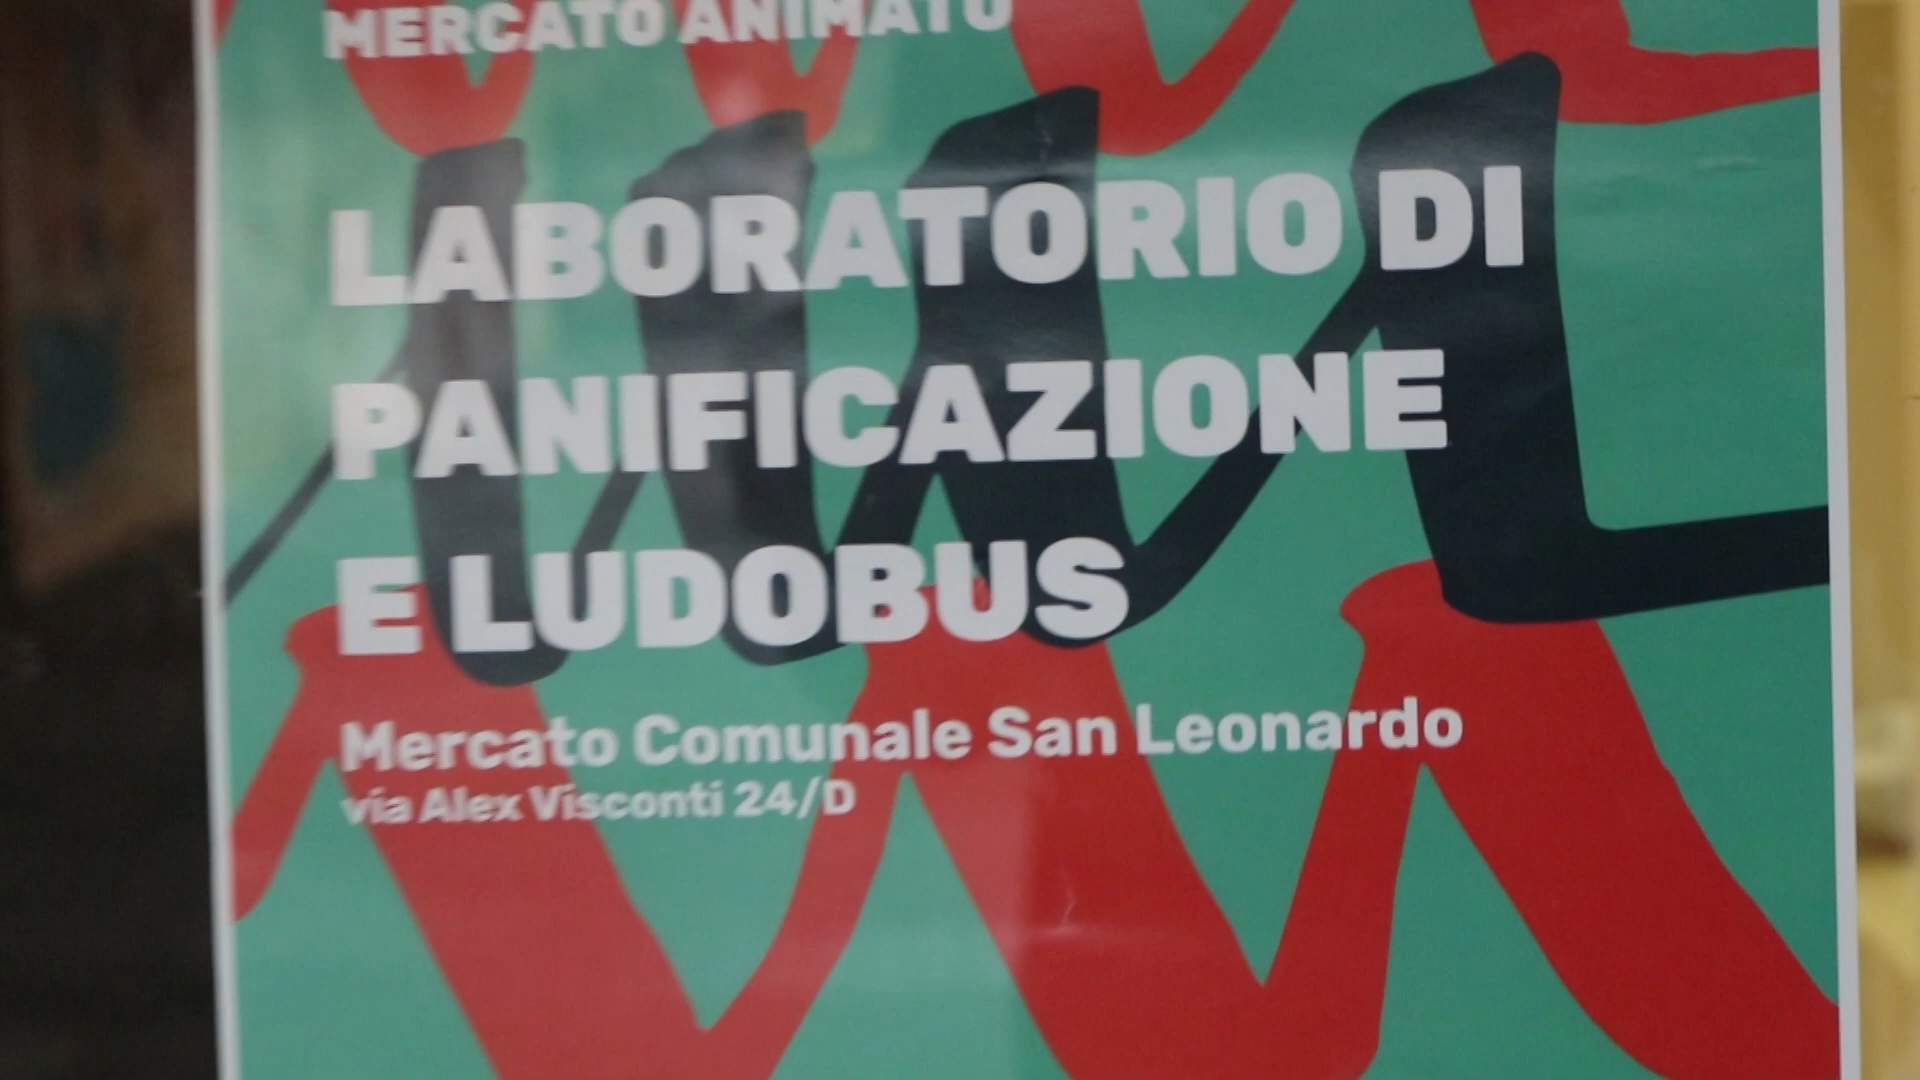 MERCATO ANIMATO
LABORATORIO DI
PANIFICAZIONE
E LUDOBUS
Mercato Comunale San Leonardo
via Alex Visconti 24/D